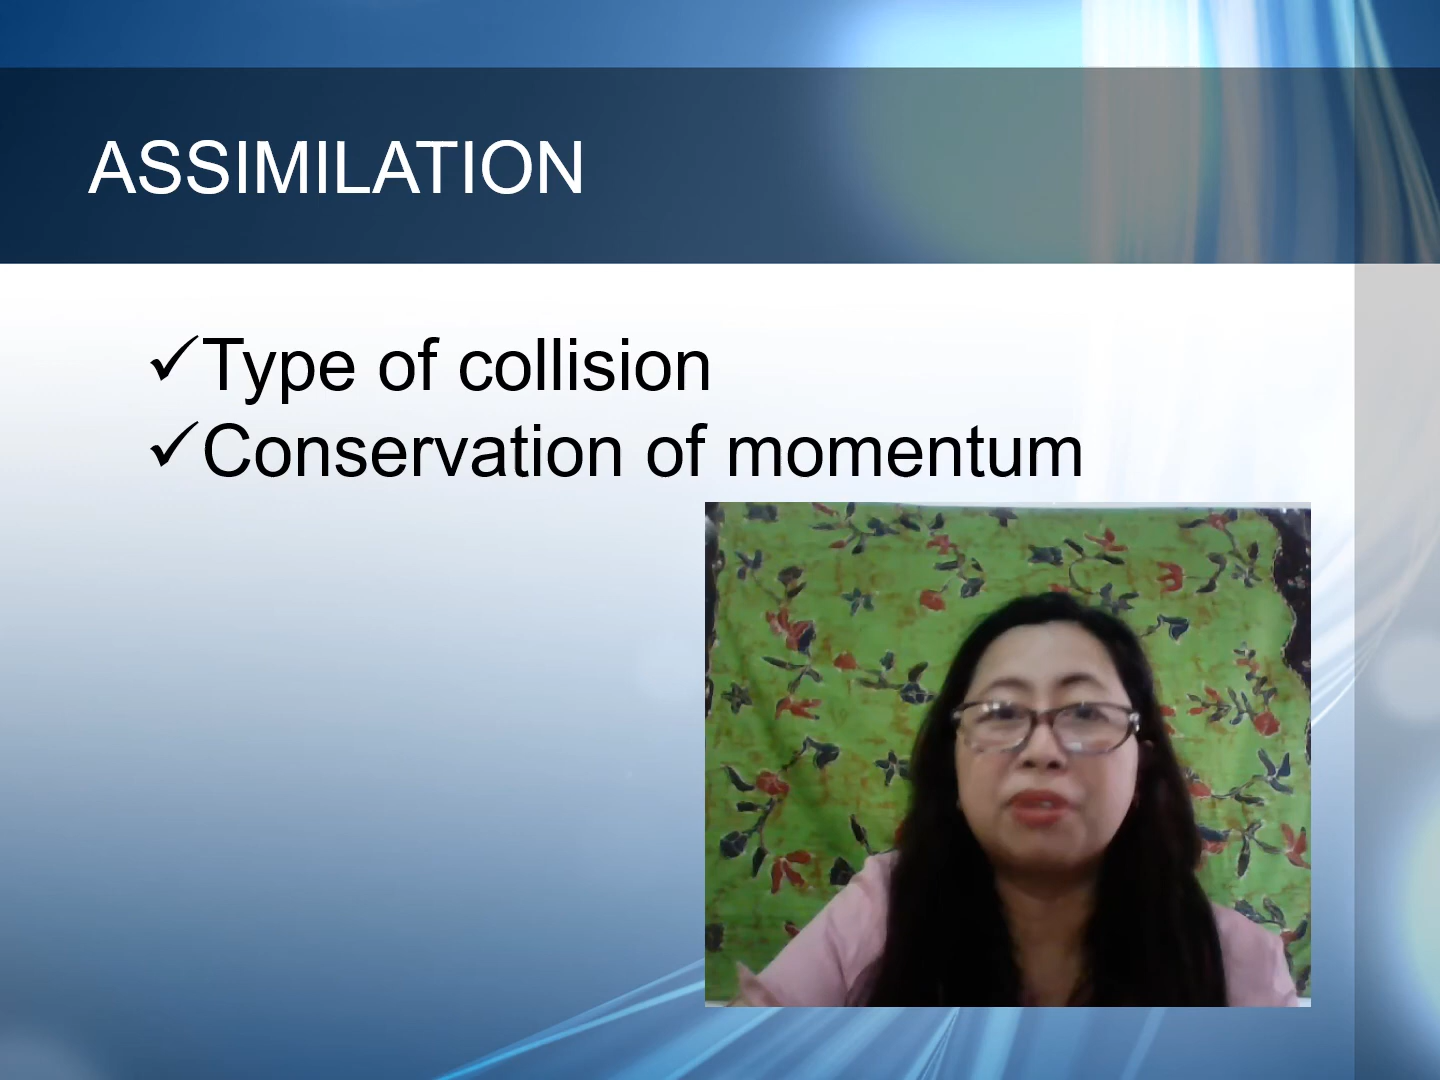 ASSIMILATION
✓Type of collision
✓Conservation of momentum